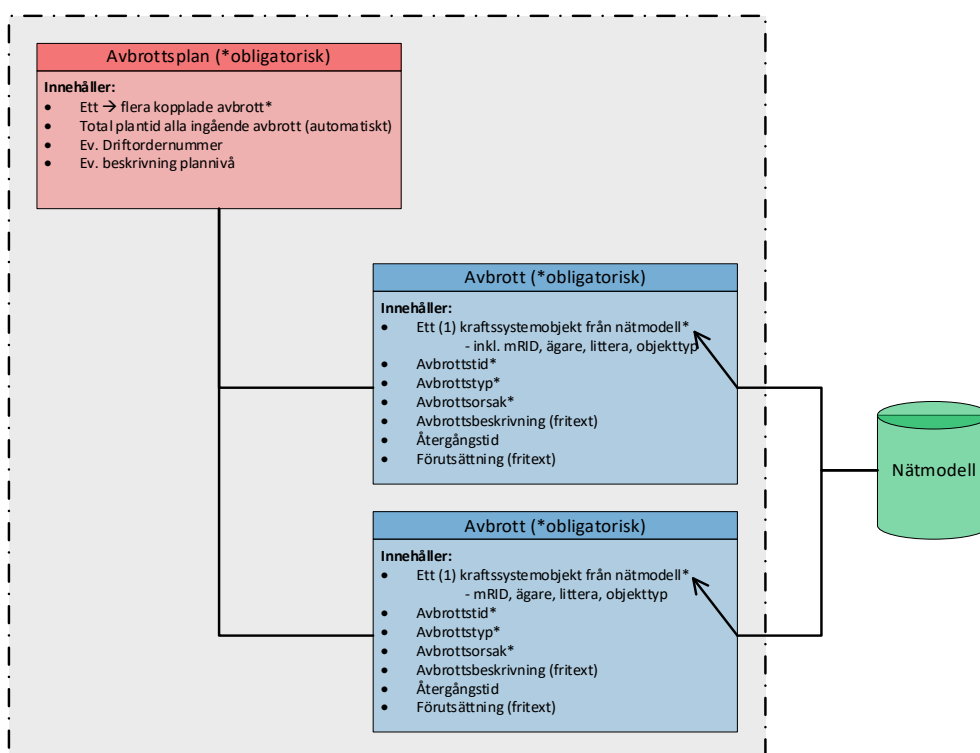 Avbrottsplan (*obligatorisk)
Innehåller:
• Ett → flera kopplade avbrott*
• Total plantid alla ingående avbrott (automatiskt)
• Ev. Driftordernummer
• Ev. beskrivning plannivå
Avbrott (*obligatorisk)
Innehåller:
• Ett (1) kraftssystemobjekt från nätmodell*
- inkl. mRID, ägare, littera, objekttyp
• Avbrottstid*
• Avbrottstyp*
• Avbrottsorsak*
• Avbrottsbeskrivning (fritext)
• Återgångstid
• Förutsättning (fritext)
Nätmodell
Avbrott (*obligatorisk)
Innehåller:
• Ett (1) kraftssystemobjekt från nätmodell*
- mRID, ägare, littera, objekttyp
• Avbrottstid*
• Avbrottstyp*
• Avbrottsorsak*
• Avbrottsbeskrivning (fritext)
• Återgångstid
• Förutsättning (fritext)